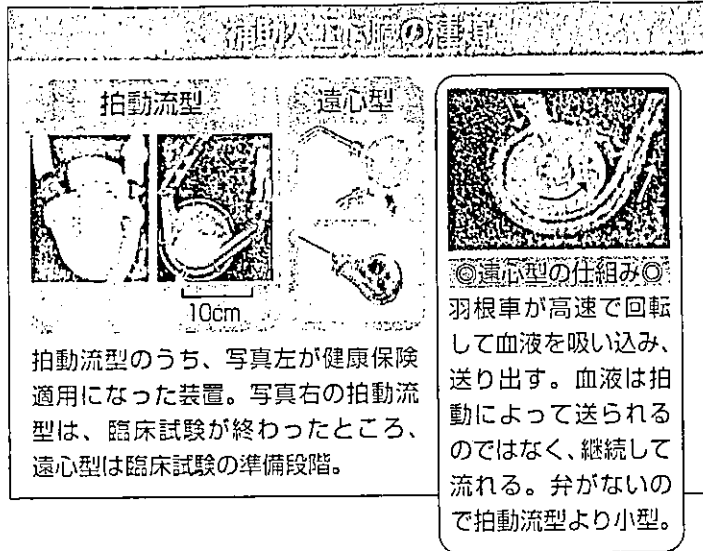 補助人工心臓の種類
拍動流型
遠心型
10cm
拍動流型のうち、写真左が健康保険
適用になった装置。写真右の拍動流
型は、臨床試験が終わったところ、
遠心型は臨床試験の準備段階。
◎遠心型の仕組み◎
羽根車が高速で回転
して血液を吸い込み、
送り出す。血液は拍
動によって送られる
のではなく、継続して
流れる。弁がないの
で拍動流型より小型。